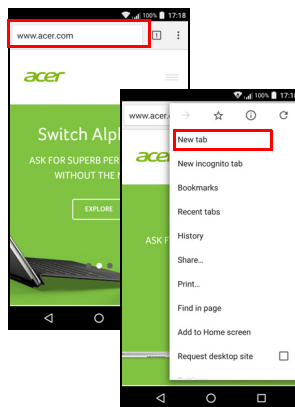 100% 17:18
www.acer.com
1
acer
Switch Alp
ASK FOR SUPERB PER
WITHOUT THE
EXPLORE
100% 17:18
www.acer.
ace
ASK F
New tab
New incognito tab
Bookmarks
Recent tabs
History
Share...
Print...
Find in page
Add to Home screen
Request desktop site